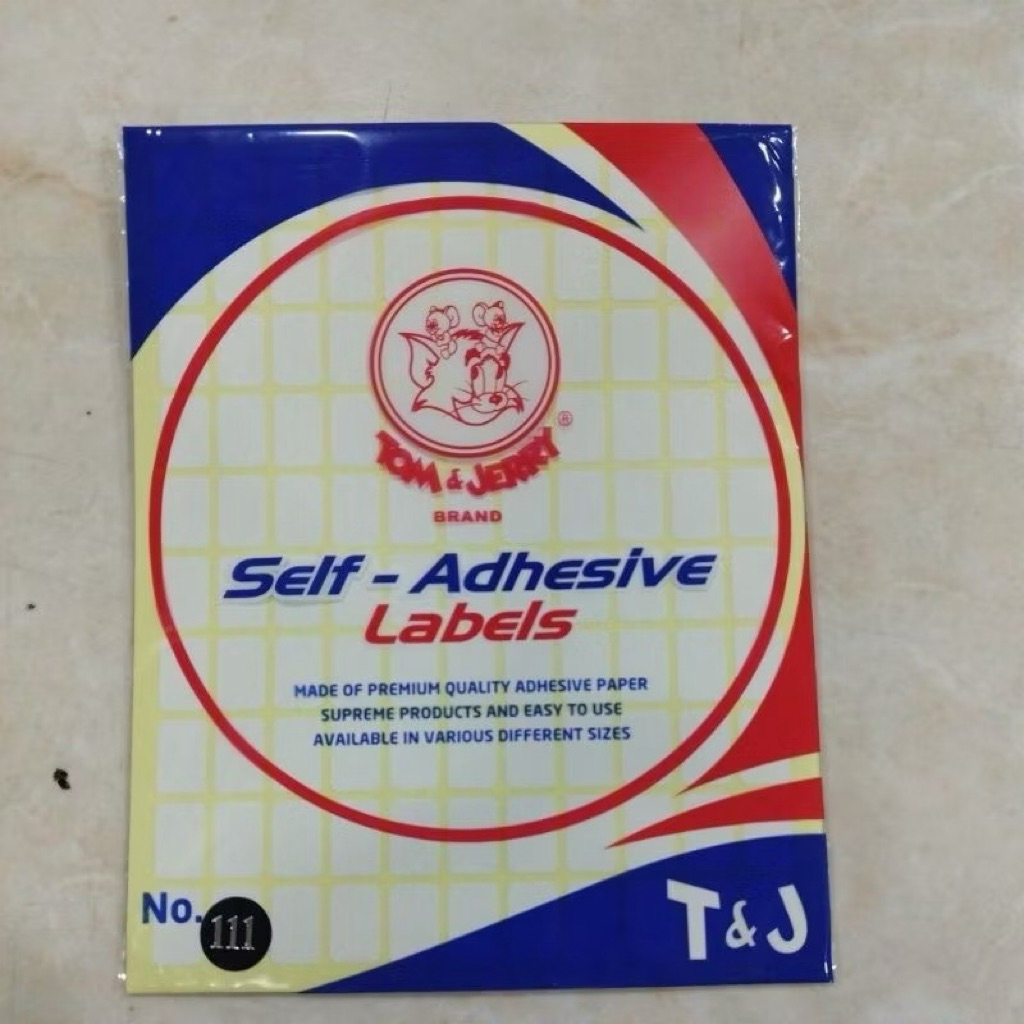 TOM & JERRY ®
BRAND
Self - Adhesive
Labels
MADE OF PREMIUM QUALITY ADHESIVE PAPER
SUPREME PRODUCTS AND EASY TO USE
AVAILABLE IN VARIOUS DIFFERENT SIZES
No. 111
T & J